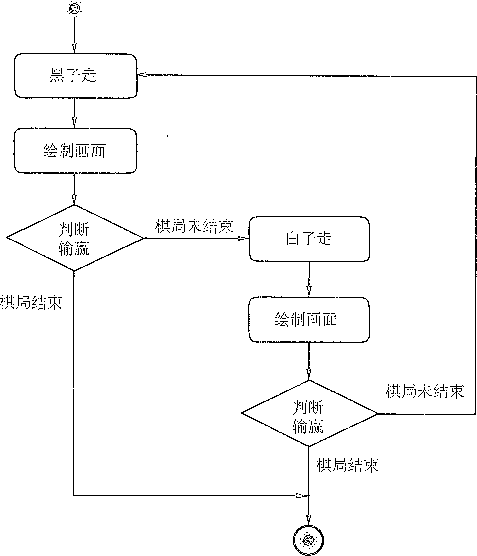 黑子走
绘制画面
判断
输赢
棋局未结束
白子走
棋局结束
绘制画面
棋局未结束
判断
输赢
棋局结束